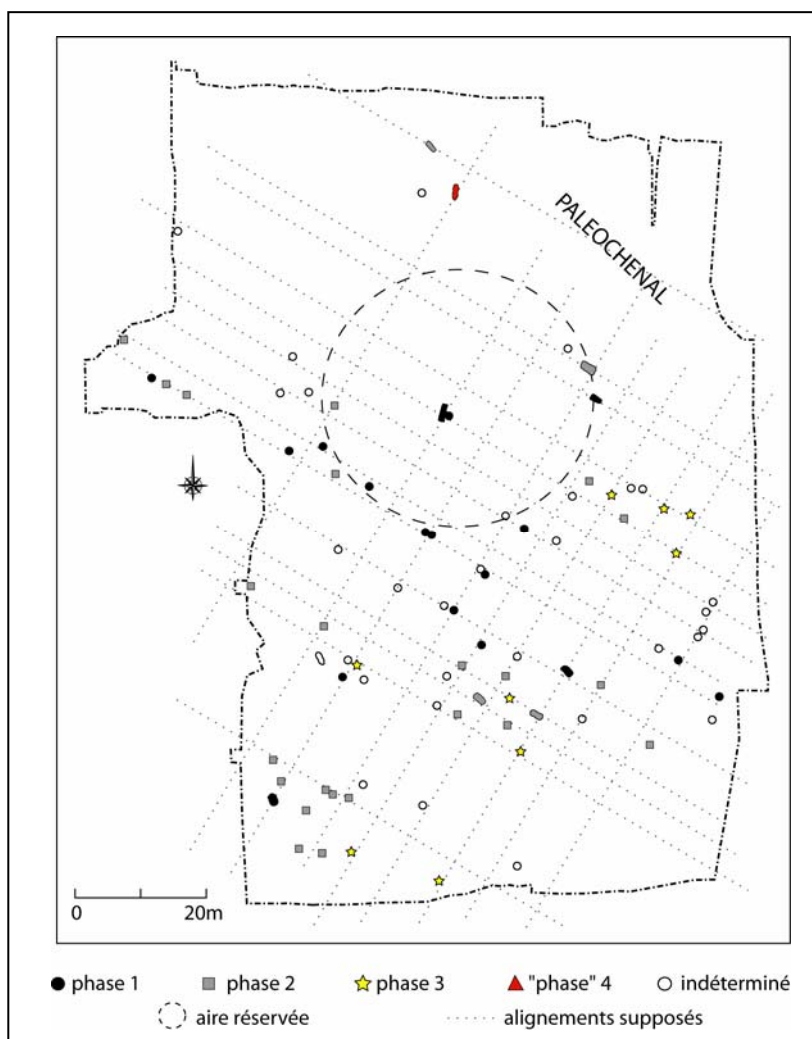 PALEOCHENAL
0 20m
phase 1 phase 2 phase 3 "phase" 4 indéterminé
aire réservée alignements supposés